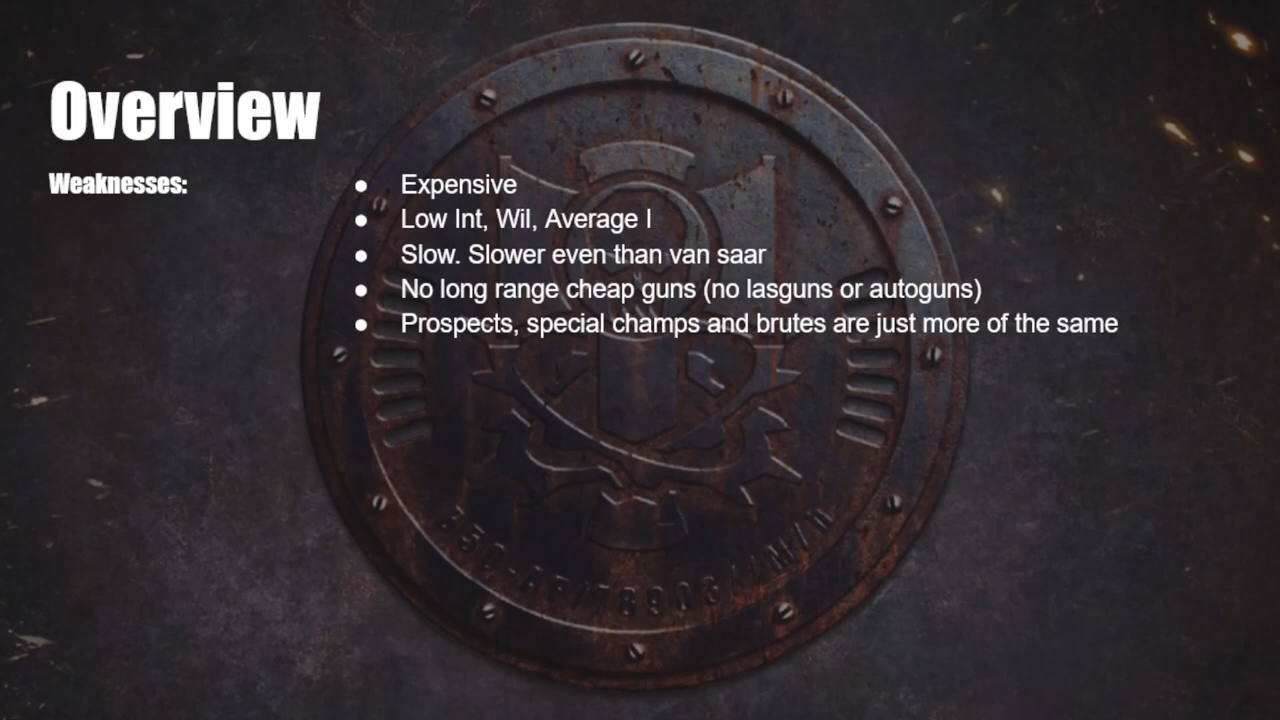 Overview
Weaknesses:
● Expensive
● Low Int, Wil, Average I
● Slow. Slower even than van saar
● No long range cheap guns (no lasguns or autoguns)
● Prospects, special champs and brutes are just more of the same